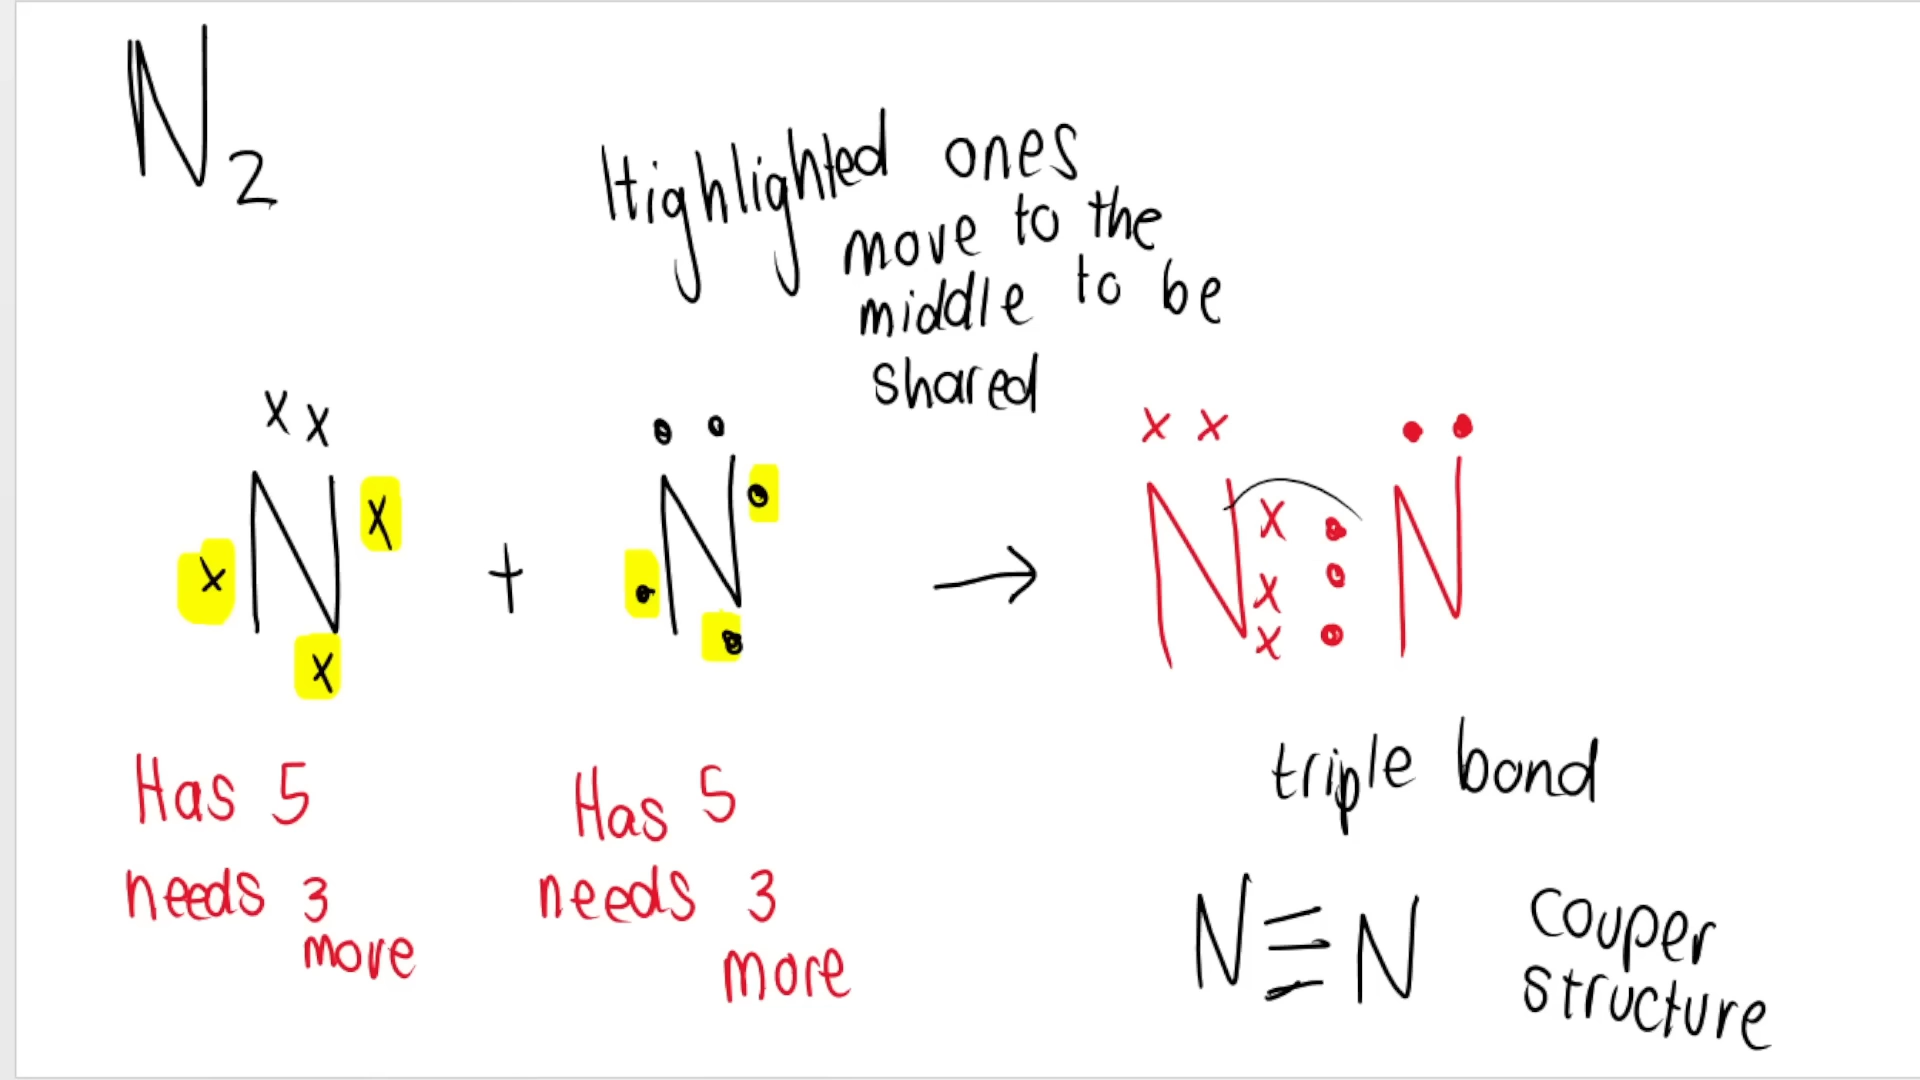 N2
Highlighted ones
move to the
middle to be
shared
x x
x N x
x
+
N
→
x x
N x x x N
Has 5
needs 3
more
Has 5
needs 3
more
triple bond
N≡N
couper
structure